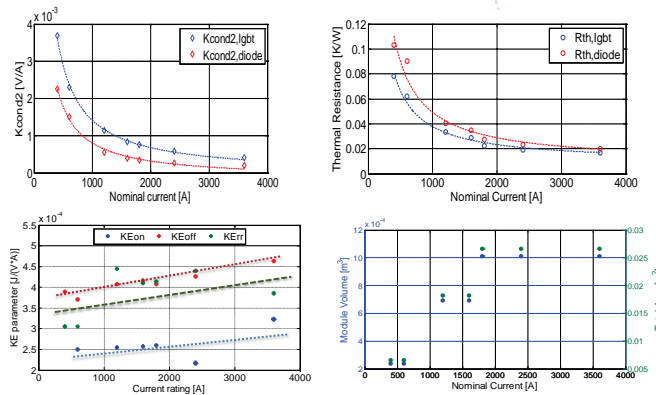 4 x 10^-3
3
2
1
0
Kcond2 [V/A]
Kcond2,Igbt
Kcond2,diode
0 1000 2000 3000 4000
Nominal current [A]
0.12
0.1
0.08
0.06
0.04
0.02
0
Thermal Resistance [K/W]
Rth,Igbt
Rth,diode
0 1000 2000 3000 4000
Nominal Current [A]
5.5 x 10^-4
5
4.5
4
3.5
3
2.5
2
KE parameter [J/(V*A)]
KEon KEoff KErr
0 1000 2000 3000 4000
Current rating [A]
12 x 10^-4
10
8
6
4
2
Module Volume [m³]
0 500 1000 1500 2000 2500 3000 3500 4000
Nominal Current [A]
0.03
0.025
0.02
0.015
0.01
0.005